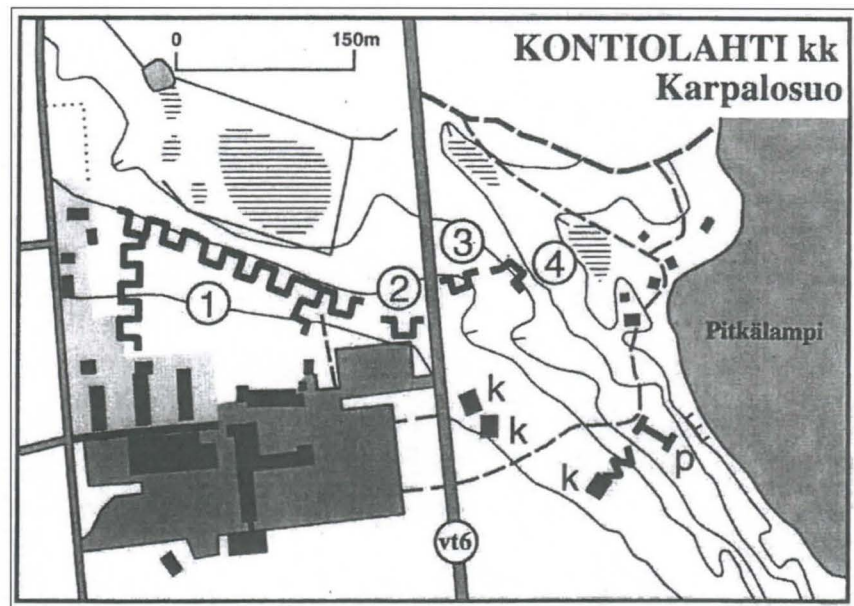 0 150m
KONTIOLAHTI kk
Karpalosuo
1
2
3
4
Pitkälampi
k
k
k
p
vt6